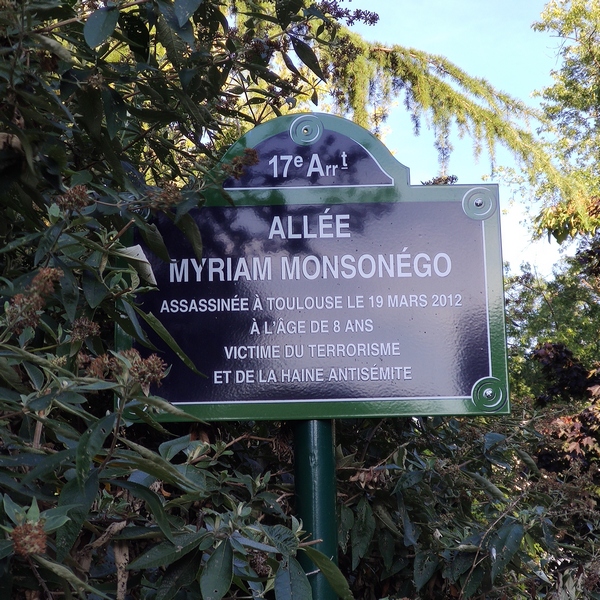 17e Arrt
ALLÉE
MYRIAM MONSONÉGO
ASSASSINÉE À TOULOUSE LE 19 MARS 2012
À L'ÂGE DE 8 ANS
VICTIME DU TERRORISME
ET DE LA HAINE ANTISÉMITE